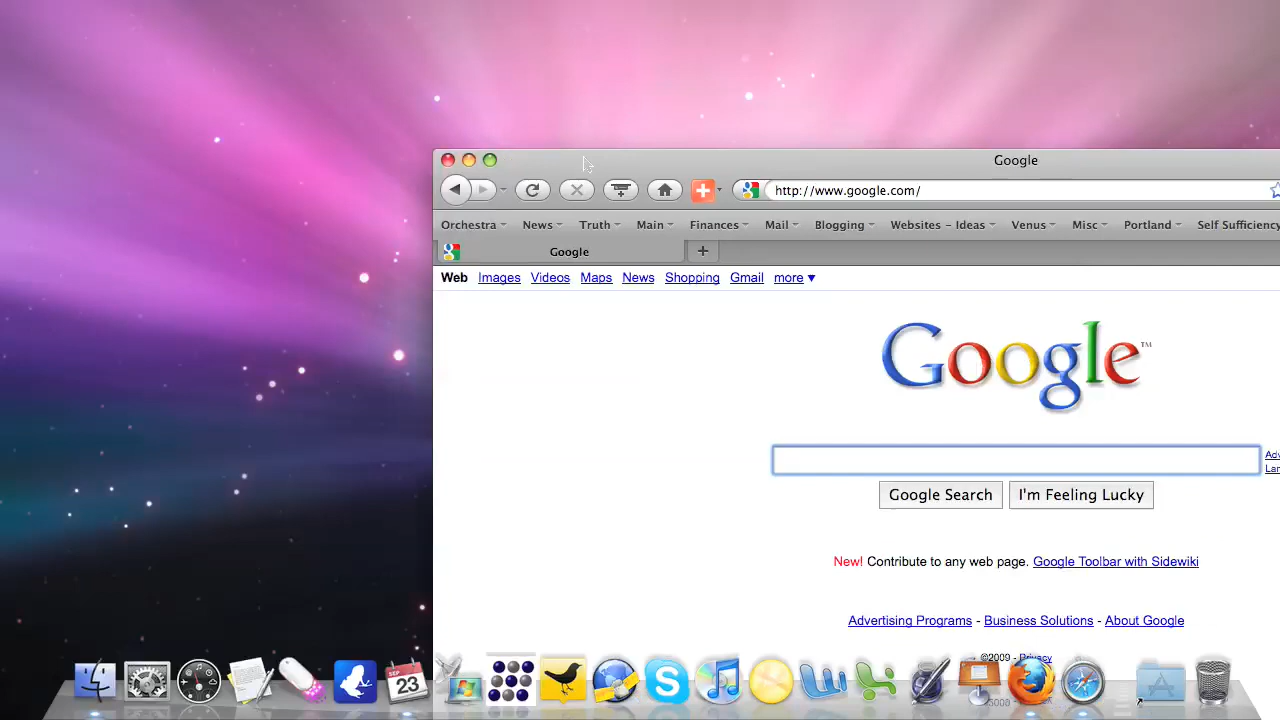 Google
http://www.google.com/
Orchestra News Truth Main Finances Mail Blogging Websites - Ideas Venus Misc Portland Self Sufficiency
Google
Web Images Videos Maps News Shopping Gmail more
Google™
Google Search I'm Feeling Lucky
New! Contribute to any web page. Google Toolbar with Sidewiki
Advertising Programs - Business Solutions - About Google
©2009 - Privacy
SEP
23